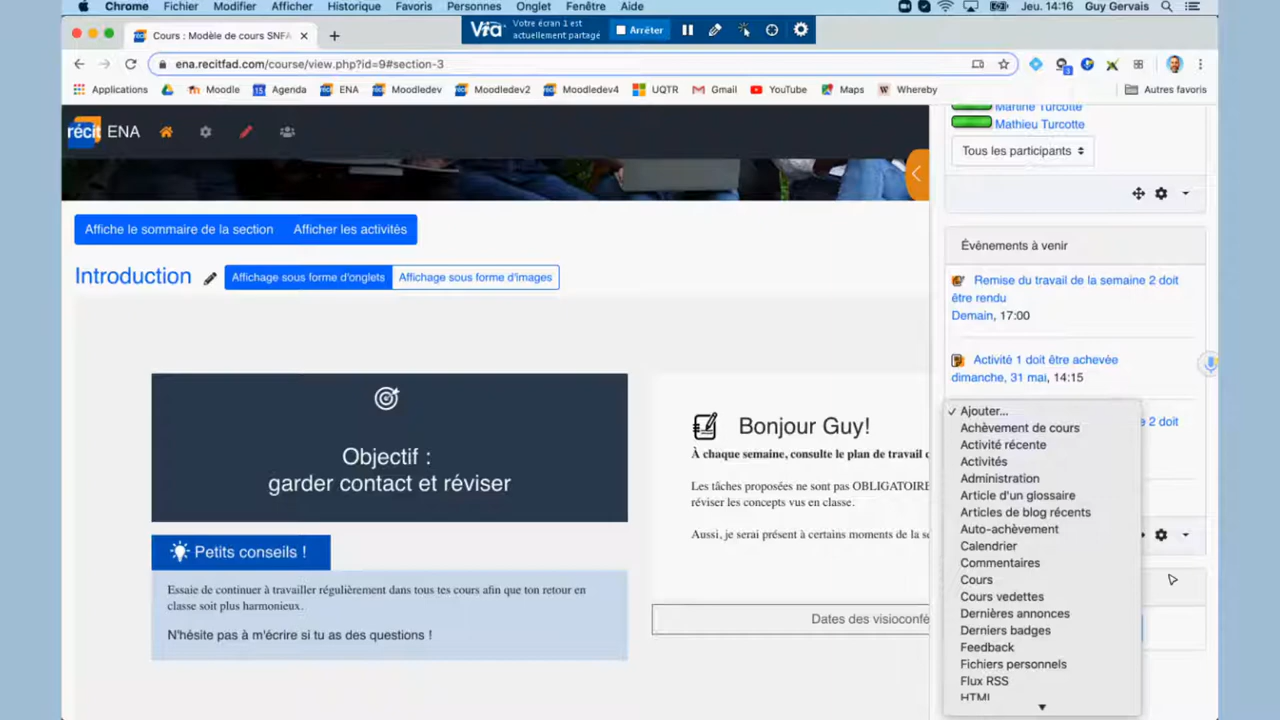 Chrome Fichier Modifier Afficher Historique Favoris Personnes Onglet Fenêtre Aide Jeu. 14:16 Guy Gervais
Via Votre écran 1 est actuellement partagé Arrêter
Cours : Modèle de cours SNFA
ena.recitfad.com/course/view.php?id=9#section-3
Applications Moodle Agenda ENA Moodledev Moodledev2 Moodledev4 UQTR Gmail YouTube Maps Whereby Autres favoris
récit ENA
Martine Turcotte
Mathieu Turcotte
Tous les participants
Affiche le sommaire de la section Afficher les activités
Introduction Affichage sous forme d'onglets Affichage sous forme d'images
Objectif :
garder contact et réviser
Petits conseils !
Essaie de continuer à travailler régulièrement dans tous tes cours afin que ton retour en
classe soit plus harmonieux.
N'hésite pas à m'écrire si tu as des questions !
Bonjour Guy!
À chaque semaine, consulte le plan de travail
Les tâches proposées ne sont pas OBLIGATOIRE
réviser les concepts vus en classe.
Aussi, je serai présent à certains moments de la
Dates des visioconfé
Événements à venir
Remise du travail de la semaine 2 doit
être rendu
Demain, 17:00
Activité 1 doit être achevée
dimanche, 31 mai, 14:15
2 doit
Ajouter...
Achèvement de cours
Activité récente
Activités
Administration
Article d'un glossaire
Articles de blog récents
Auto-achèvement
Calendrier
Commentaires
Cours
Cours vedettes
Dernières annonces
Derniers badges
Feedback
Fichiers personnels
Flux RSS
HTML